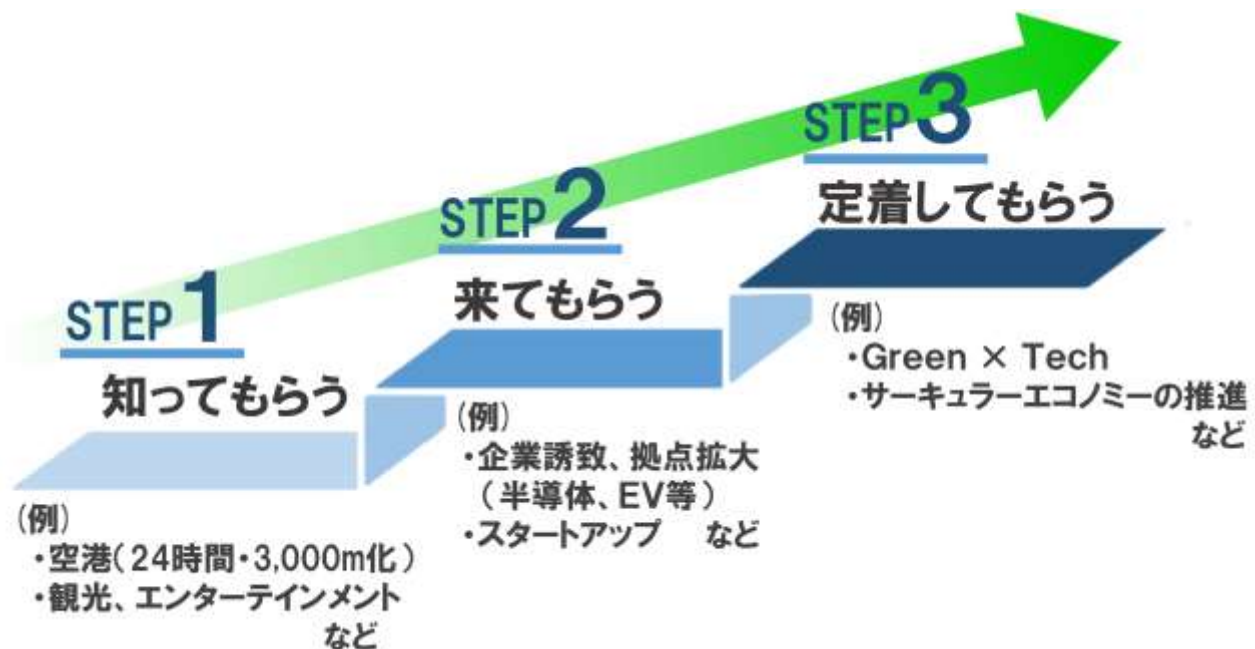 STEP 1
知ってもらう
(例)
・空港(24時間・3,000m化)
・観光、エンターテインメント
など
STEP 2
来てもらう
(例)
・企業誘致、拠点拡大
(半導体、EV等)
・スタートアップ など
STEP 3
定着してもらう
(例)
・Green × Tech
・サーキュラーエコノミーの推進
など